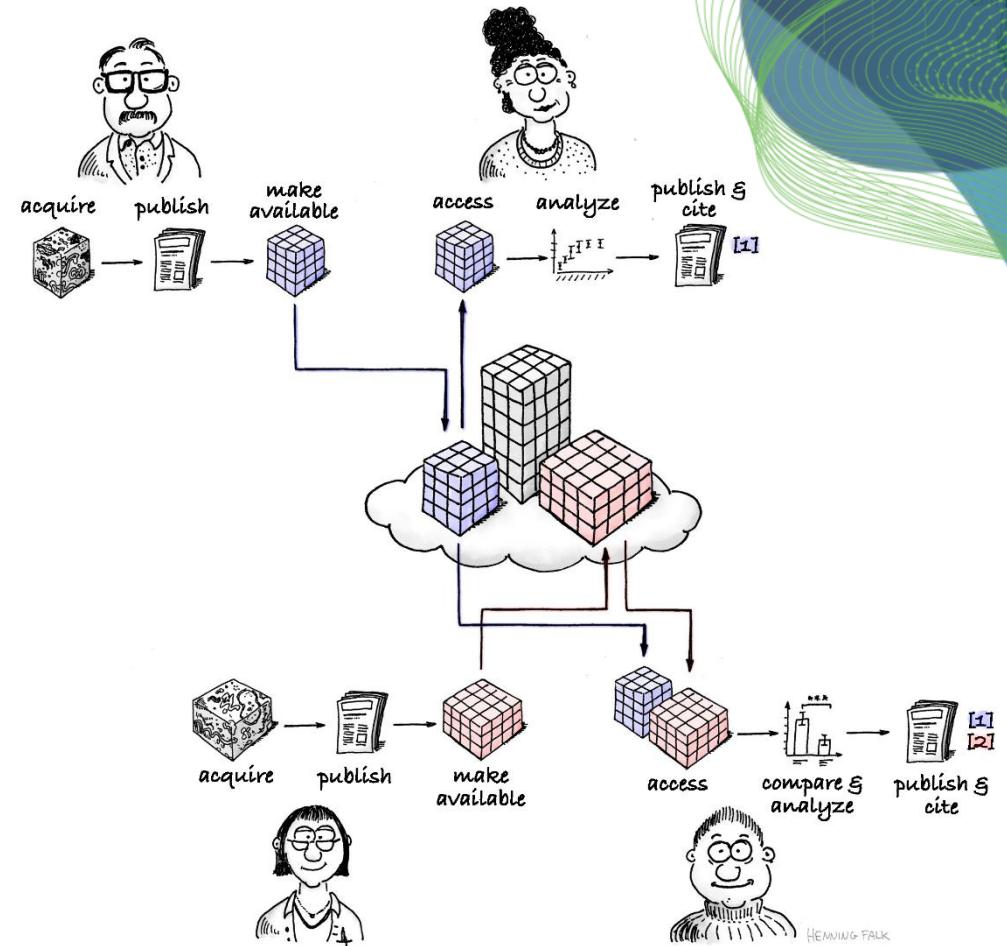 acquire
publish
make
available
access
analyze
publish &
cite
[1]
acquire
publish
make
available
access
compare &
analyze
publish &
cite
[1]
[2]
HENNING FALK